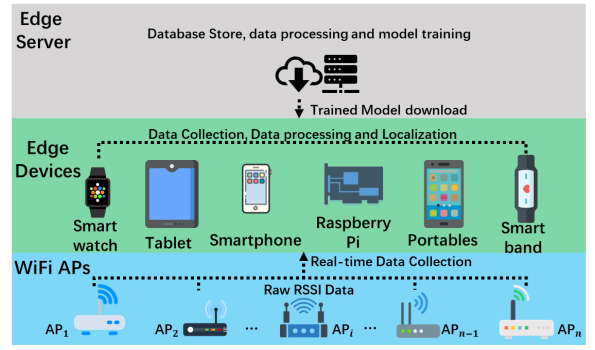 Edge
Server
Database Store, data processing and model training
Trained Model download
Data Collection, Data processing and Localization
Edge
Devices
Smart
watch
Tablet
Smartphone
Raspberry
Pi
Portables
Smart
band
WiFi APs
Real-time Data Collection
Raw RSSI Data
AP₁
AP₂
...
APᵢ
...
APₙ₋₁
APₙ